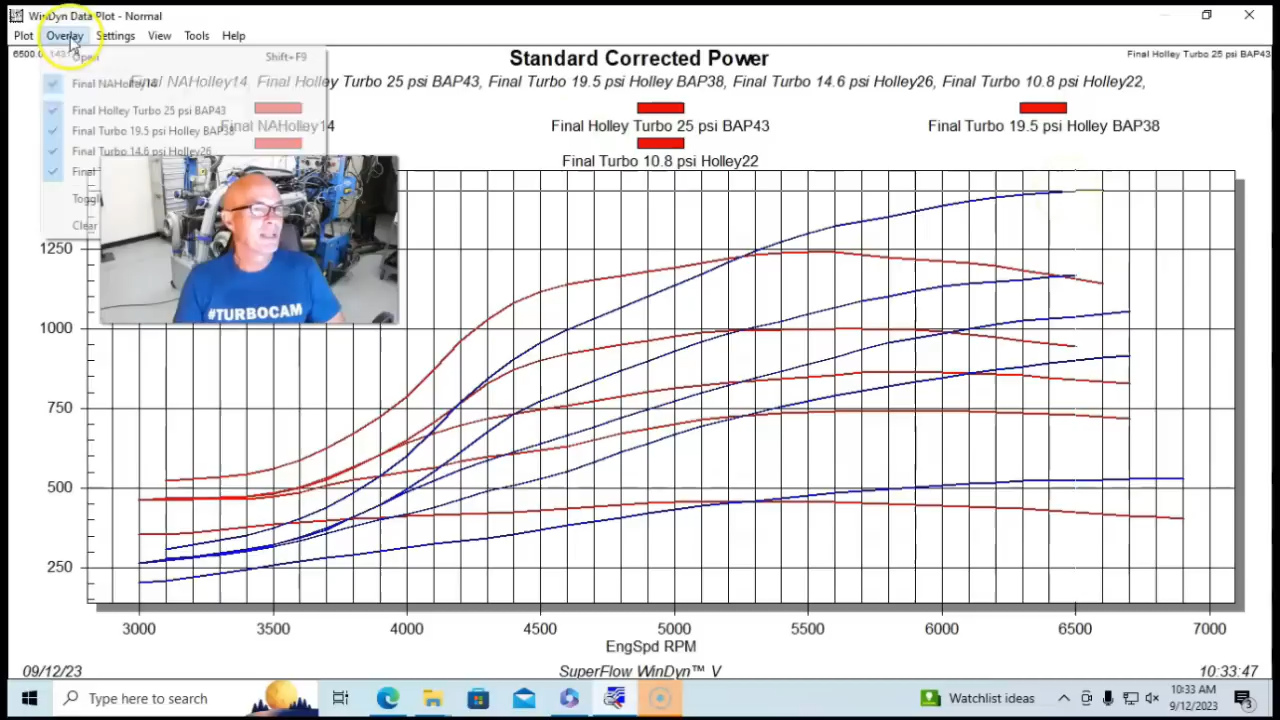 WinDyn Data Plot - Normal
Plot Overlay Settings View Tools Help
Open Shift+F9
Final NAHolley14
Final Holley Turbo 25 psi BAP43
Final Turbo 19.5 psi Holley BAP38
Final Turbo 14.6 psi Holley26
Final
Clear
Standard Corrected Power
Final Holley Turbo 25 psi BAP43
Final NAHolley14 Final Holley Turbo 25 psi BAP43, Final Turbo 19.5 psi Holley BAP38, Final Turbo 14.6 psi Holley26, Final Turbo 10.8 psi Holley22,
Final NAHolley14
Final Holley Turbo 25 psi BAP43
Final Turbo 19.5 psi Holley BAP38
Final Turbo 10.8 psi Holley22
#TURBOCAM
1250
1000
750
500
250
3000 3500 4000 4500 5000 5500 6000 6500 7000
EngSpd RPM
09/12/23 SuperFlow WinDyn™ V 10:33:47
Type here to search
Watchlist ideas
10:33 AM
9/12/2023
3